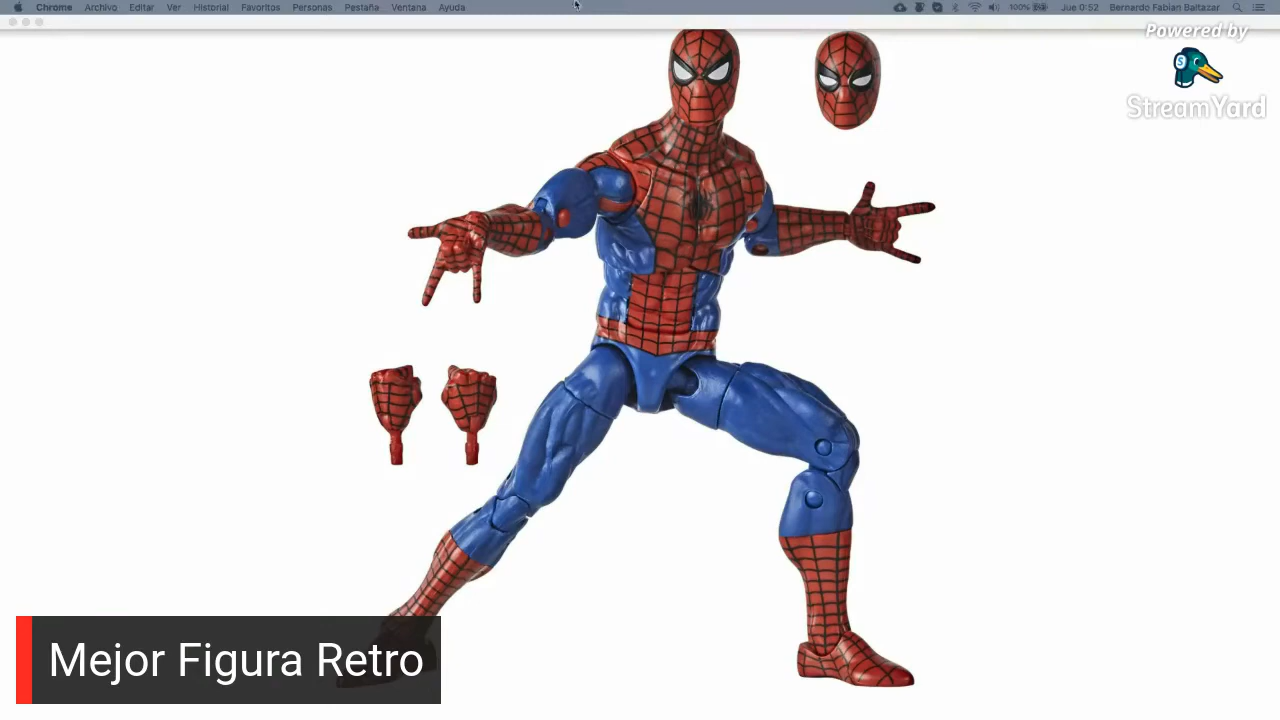 Chrome Archivo Editar Ver Historial Favoritos Personas Pestaña Ventana Ayuda 100% Jue 0:52 Bernardo Fabian Baltazar
Powered by
S
StreamYard
Mejor Figura Retro